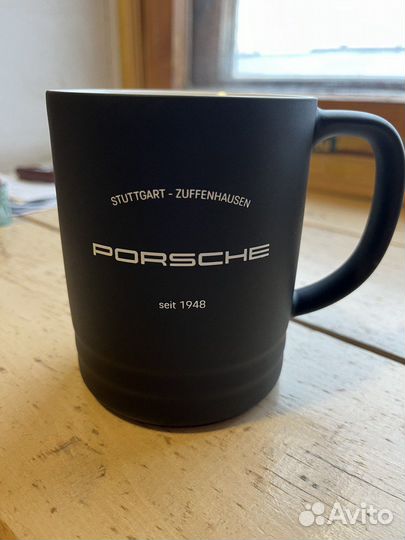 STUTTGART - ZUFFENHAUSEN
PORSCHE
seit 1948
Avito